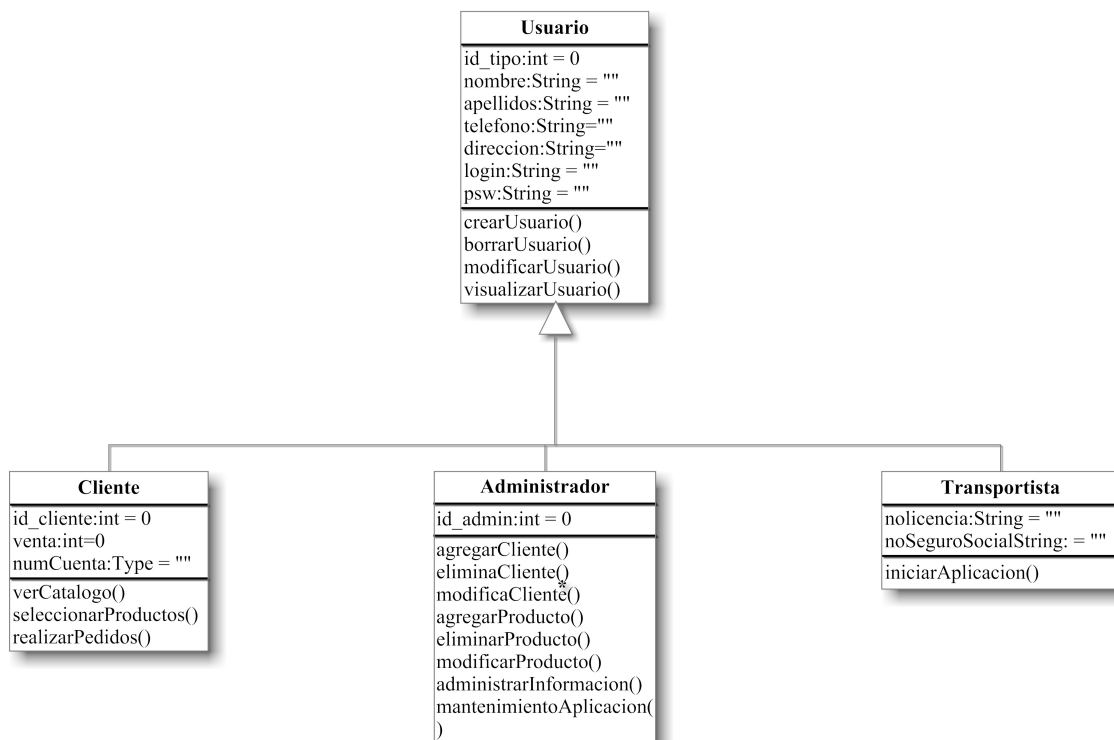 Usuario
id_tipo:int = 0
nombre:String = ""
apellidos:String = ""
telefono:String=""
direccion:String=""
login:String = ""
psw:String = ""
crearUsuario()
borrarUsuario()
modificarUsuario()
visualizarUsuario()
Cliente
id_cliente:int = 0
venta:int=0
numCuenta:Type = ""
verCatalogo()
seleccionarProductos()
realizarPedidos()
Administrador
id_admin:int = 0
agregarCliente()
eliminaCliente()
*
modificaCliente()
agregarProducto()
eliminarProducto()
modificarProducto()
administrarInformacion()
mantenimientoAplicacion(
)
Transportista
nolicencia:String = ""
noSeguroSocialString: = ""
iniciarAplicacion()